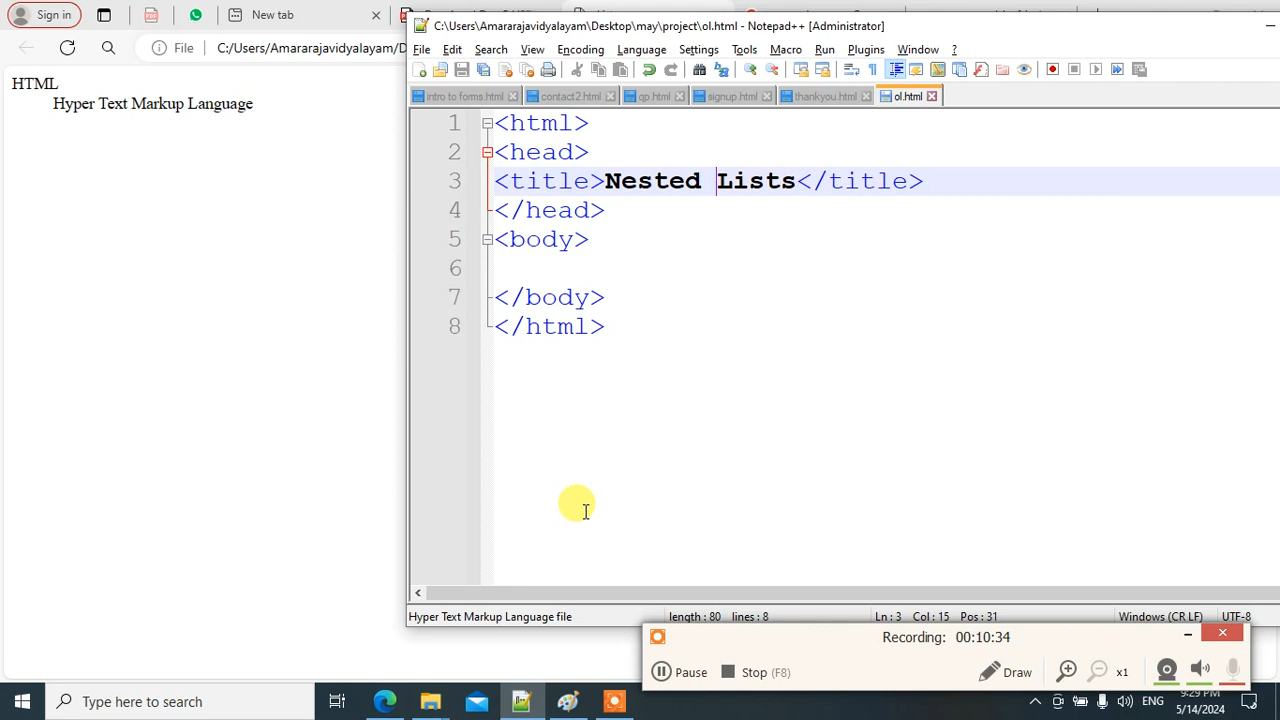 Sign in
New tab
File
C:/Users/Amararajavidyalayam/D
HTML
Hyper Text Markup Language
C:\Users\Amararajavidyalayam\Desktop\may\project\ol.html - Notepad++ [Administrator]
File Edit Search View Encoding Language Settings Tools Macro Run Plugins Window ?
intro to forms.html contact2.html qp.html signup.html thankyou.html ol.html
1 <html>
2 <head>
3 <title>Nested Lists</title>
4 </head>
5 <body>
6
7 </body>
8 </html>
Hyper Text Markup Language file length : 80 lines : 8 Ln : 3 Col : 15 Pos : 31 Windows (CR LF) UTF-8
Recording: 00:10:34
Pause Stop (F8) Draw x1
Type here to search
ENG
9:29 PM
5/14/2024